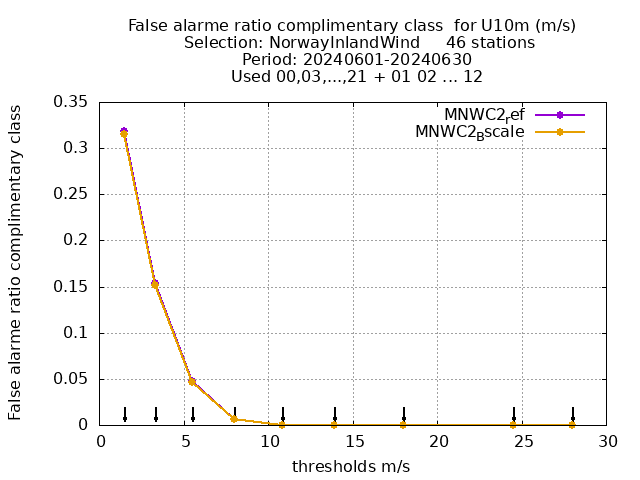 False alarme ratio complimentary class  for U10m (m/s)
Selection: NorwayInlandWind     46 stations
Period: 20240601-20240630
Used 00,03,...,21 + 01 02 ... 12
MNWC2_ref
MNWC2_Bscale
False alarme ratio complimentary class
0.35
0.3
0.25
0.2
0.15
0.1
0.05
0
0 5 10 15 20 25 30
thresholds m/s